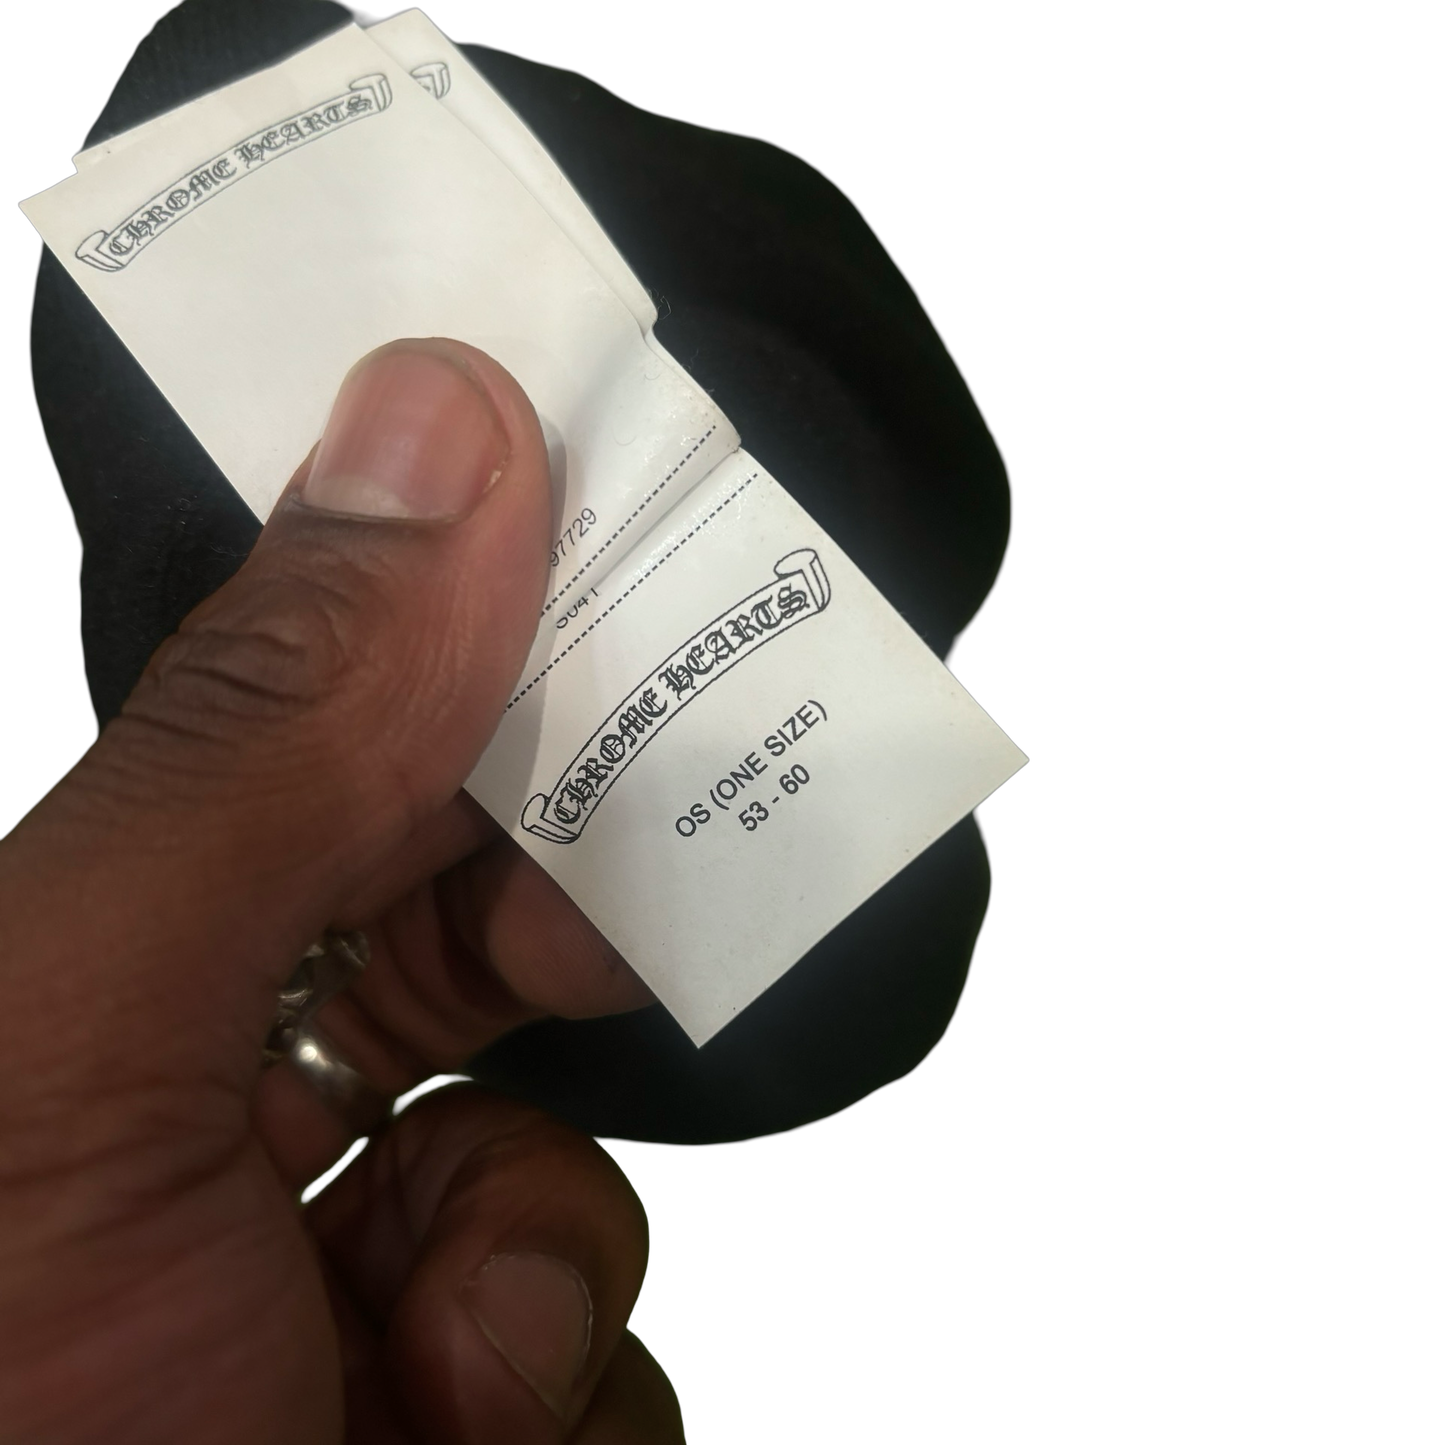 CHROME HEARTS
97729
CHROME HEARTS
OS (ONE SIZE)
53 - 60